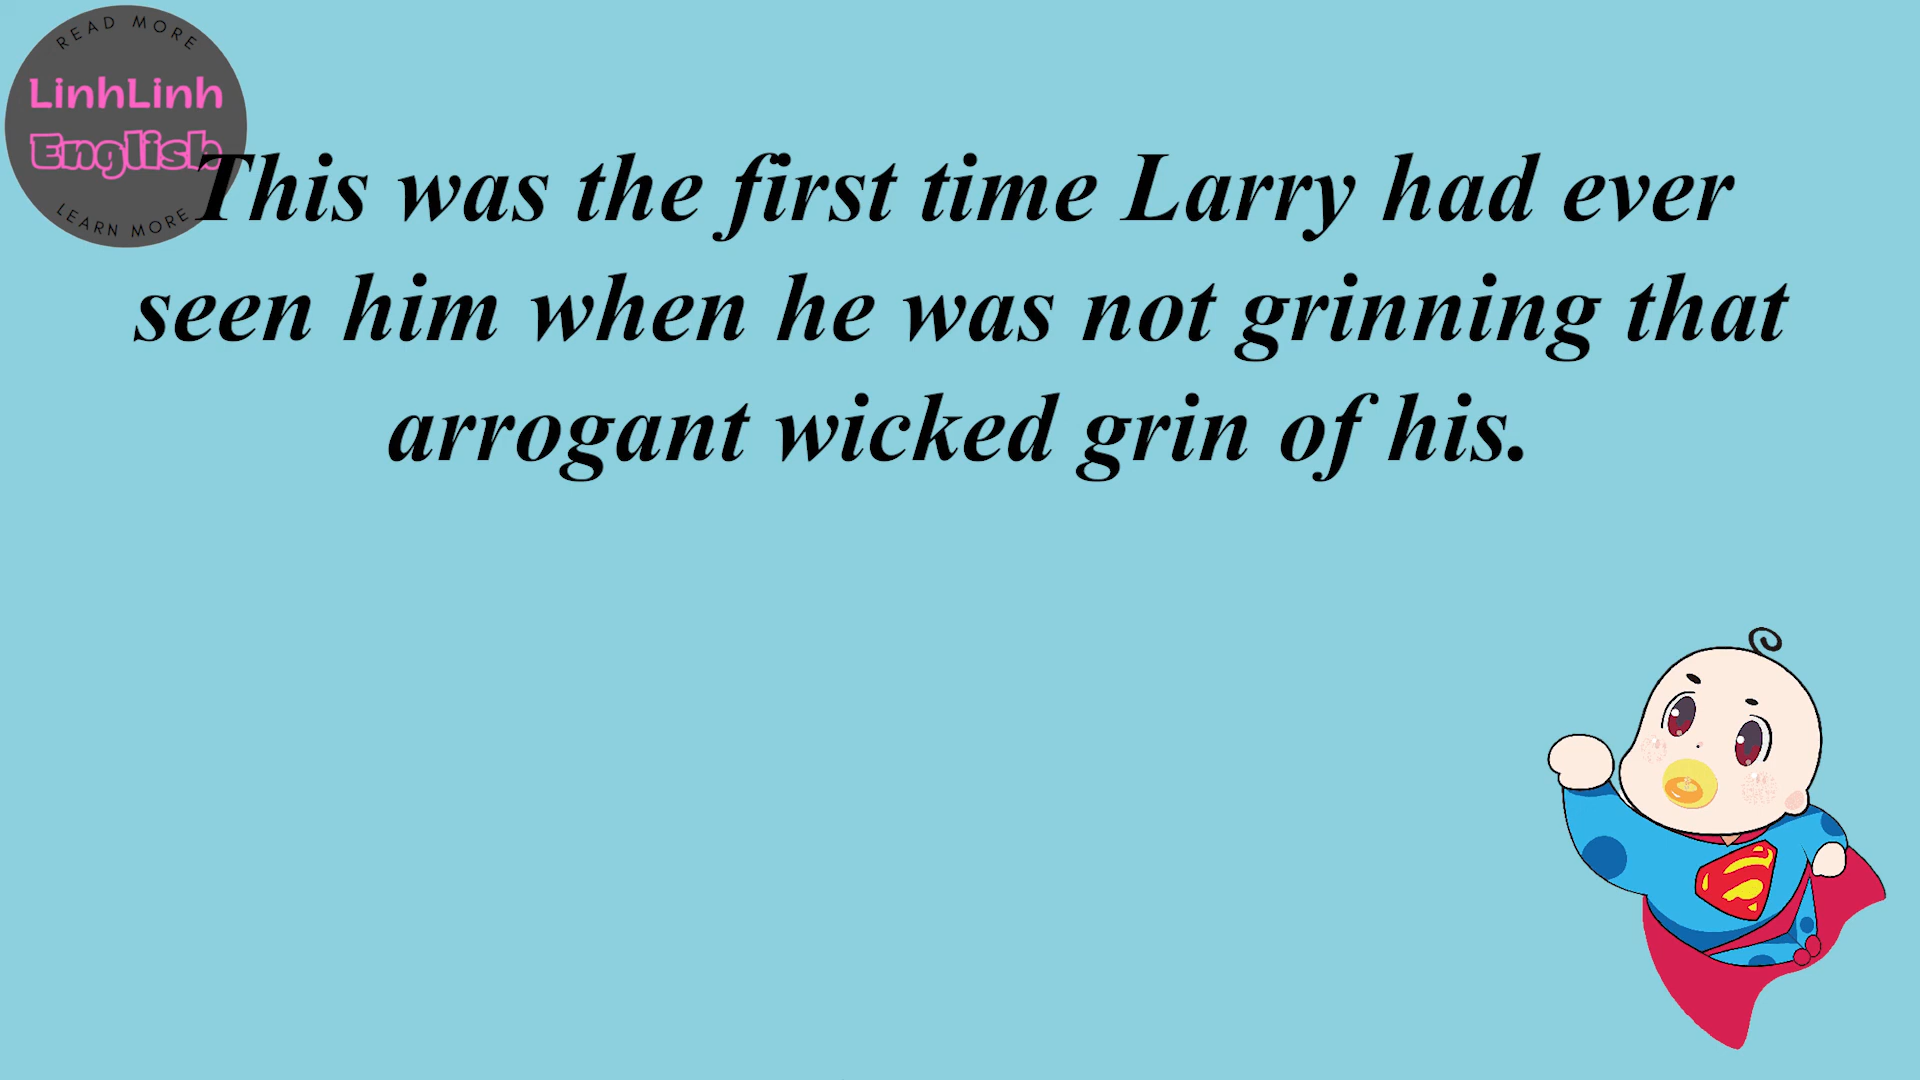 READ MORE
LinhLinh
English
LEARN MORE
This was the first time Larry had ever
seen him when he was not grinning that
arrogant wicked grin of his.